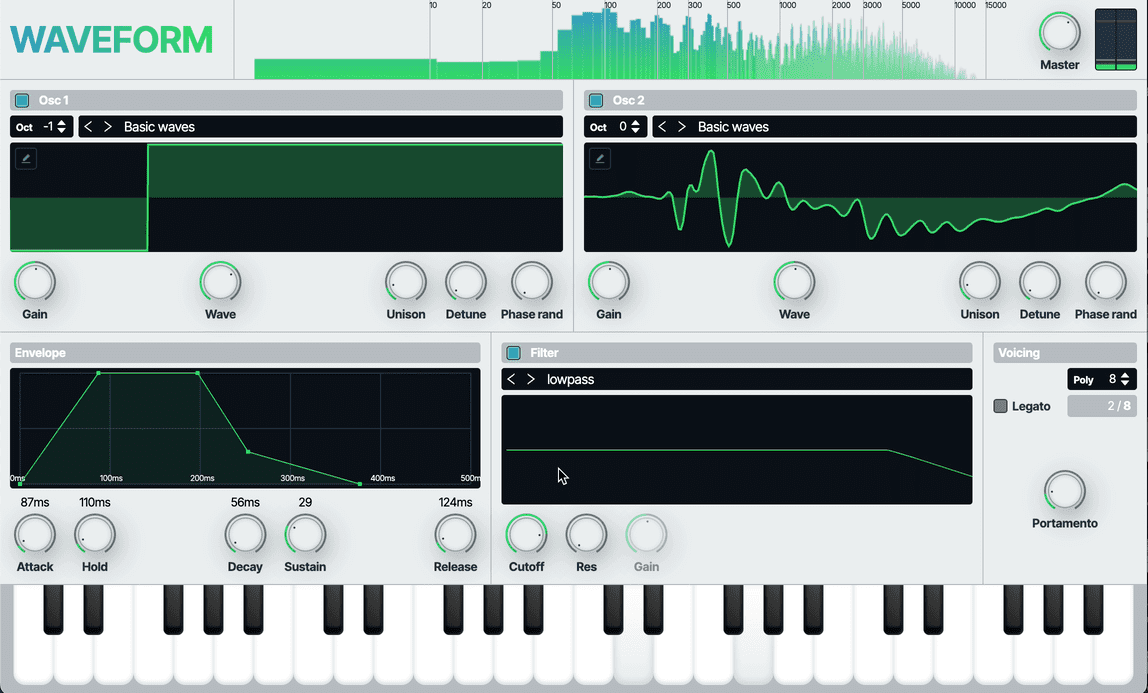 WAVEFORM
10 20 50 100 200 300 500 1000 2000 3000 5000 10000 15000
Master
Osc 1
Oct -1 < > Basic waves
Gain Wave Unison Detune Phase rand
Osc 2
Oct 0 < > Basic waves
Gain Wave Unison Detune Phase rand
Envelope
0ms 100ms 200ms 300ms 400ms 500m
87ms 110ms 56ms 29 124ms
Attack Hold Decay Sustain Release
Filter
< > lowpass
Cutoff Res Gain
Voicing
Poly 8
Legato 2 / 8
Portamento